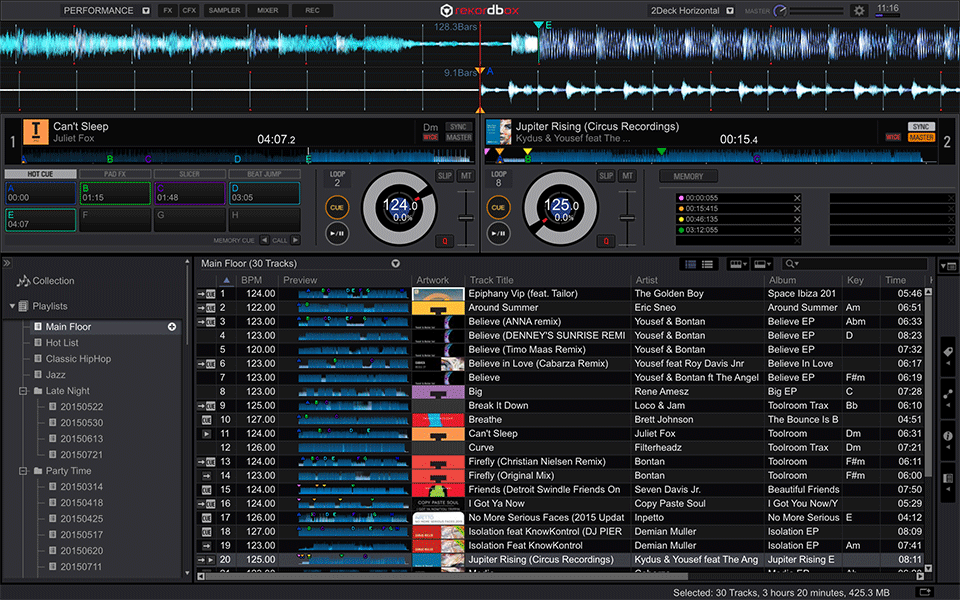 PERFORMANCE FX CFX SAMPLER MIXER REC rekordbox 2Deck Horizontal MASTER 11:16
128.3Bars E
9.1Bars A
1 Can't Sleep Dm SYNC
Juliet Fox 04:07.2 WIDE MASTER
B C D E
Jupiter Rising (Circus Recordings) SYNC
Kydus & Yousef feat The ... 00:15.4 WIDE MASTER 2
HOT CUE PAD FX SLICER BEAT JUMP
A 00:00 B 01:15 C 01:48 D 03:05
E 04:07 F G H
MEMORY CUE CALL
LOOP 2 SLIP MT
CUE 124.0
0.0%
Q
LOOP 8 SLIP MT
CUE 125.0
0.0%
Q
MEMORY
00:00:055
00:15:415
00:46:135
03:12:055
Collection
Playlists
Main Floor
Hot List
Classic HipHop
Jazz
Late Night
20150522
20150530
20150613
20150721
Party Time
20150314
20150418
20150425
20150517
20150620
20150711
Main Floor (30 Tracks)
BPM Preview Artwork Track Title Artist Album Key Time
1 124.00 Epiphany Vip (feat. Tailor) The Golden Boy Space Ibiza 201 05:46
2 122.00 Around Summer Eric Sneo Around Summer Am 06:51
3 123.00 Believe (ANNA remix) Yousef & Bontan Believe EP Abm 06:33
4 123.00 Believe (DENNEY'S SUNRISE REMI Yousef & Bontan Believe EP D 08:23
5 120.00 Believe (Timo Maas Remix) Yousef & Bontan Believe EP 07:32
6 123.00 Believe in Love (Cabarza Remix) Yousef feat Roy Davis Jnr Believe In Love 06:17
7 123.00 Believe Yousef & Bontan ft The Angel Believe EP F#m 06:19
8 123.00 Big Rene Amesz Big EP C 07:28
9 125.00 Break It Down Loco & Jam Toolroom Trax Bb 06:10
10 127.00 Breathe Brett Johnson The Bounce Is B 04:51
11 124.00 Can't Sleep Juliet Fox Toolroom Dm 06:31
12 126.00 Curve Filterheadz Toolroom Trax Dm 07:21
13 124.00 Firefly (Christian Nielsen Remix) Bontan Toolroom F#m 06:11
14 123.00 Firefly (Original Mix) Bontan Toolroom F#m 06:00
15 124.00 Friends (Detroit Swindle Friends On Seven Davis Jr. Beautiful Friends 07:50
16 124.00 COPY PASTE SOUL I Got Ya Now Copy Paste Soul I Got You Now/Y 05:29
17 126.00 No More Serious Faces (2015 Updat Inpetto No More Serious E 04:12
18 127.00 Isolation feat KnowKontrol (DJ PIER Demian Muller Isolation EP 08:09
19 123.00 Isolation Feat KnowKontrol Demian Muller Isolation EP Am 07:41
20 125.00 Jupiter Rising (Circus Recordings) Kydus & Yousef feat The Ang Jupiter Rising E 08:11
Selected: 30 Tracks, 3 hours 20 minutes, 425.3 MB